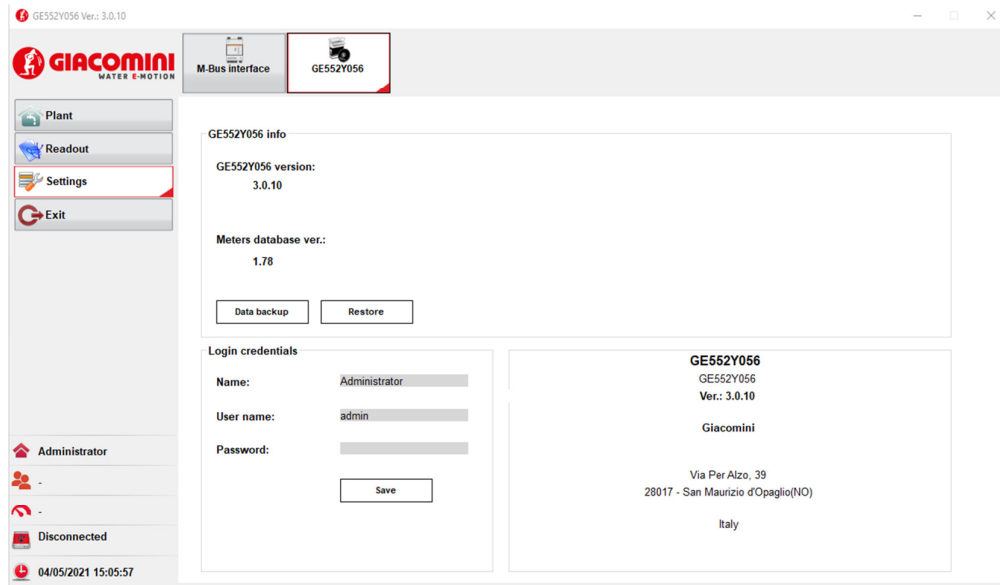 GE552Y056 Ver.: 3.0.10
GIACOMINI
WATER E-MOTION
M-Bus interface
GE552Y056
Plant
Readout
Settings
Exit
GE552Y056 info
GE552Y056 version:
3.0.10
Meters database ver.:
1.78
Data backup
Restore
Login credentials
Name:
Administrator
User name:
admin
Password:
Save
GE552Y056
GE552Y056
Ver.: 3.0.10
Giacomini
Via Per Alzo, 39
28017 - San Maurizio d'Opaglio(NO)
Italy
Administrator
-
-
Disconnected
04/05/2021 15:05:57